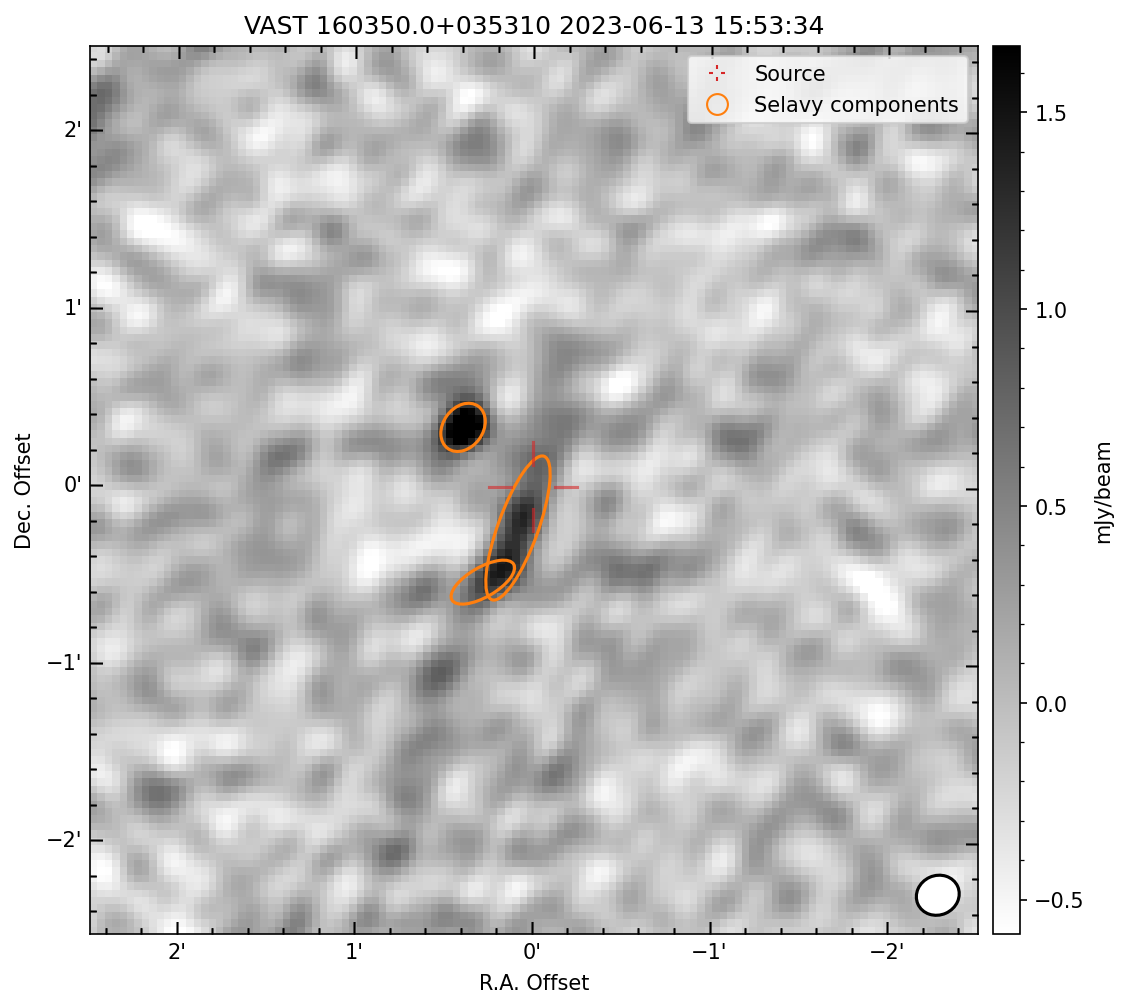 VAST 160350.0+035310 2023-06-13 15:53:34
Source
Selavy components
2'
1'
0'
−1'
−2'
Dec. Offset
2'
1'
0'
−1'
−2'
R.A. Offset
1.5
1.0
0.5
0.0
−0.5
mJy/beam